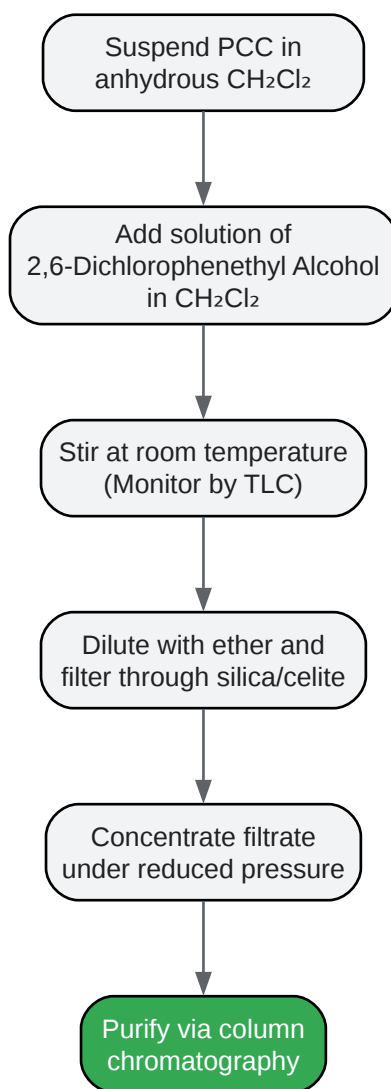 Suspend PCC in
anhydrous CH₂Cl₂
Add solution of
2,6-Dichlorophenethyl Alcohol
in CH₂Cl₂
Stir at room temperature
(Monitor by TLC)
Dilute with ether and
filter through silica/celite
Concentrate filtrate
under reduced pressure
Purify via column
chromatography